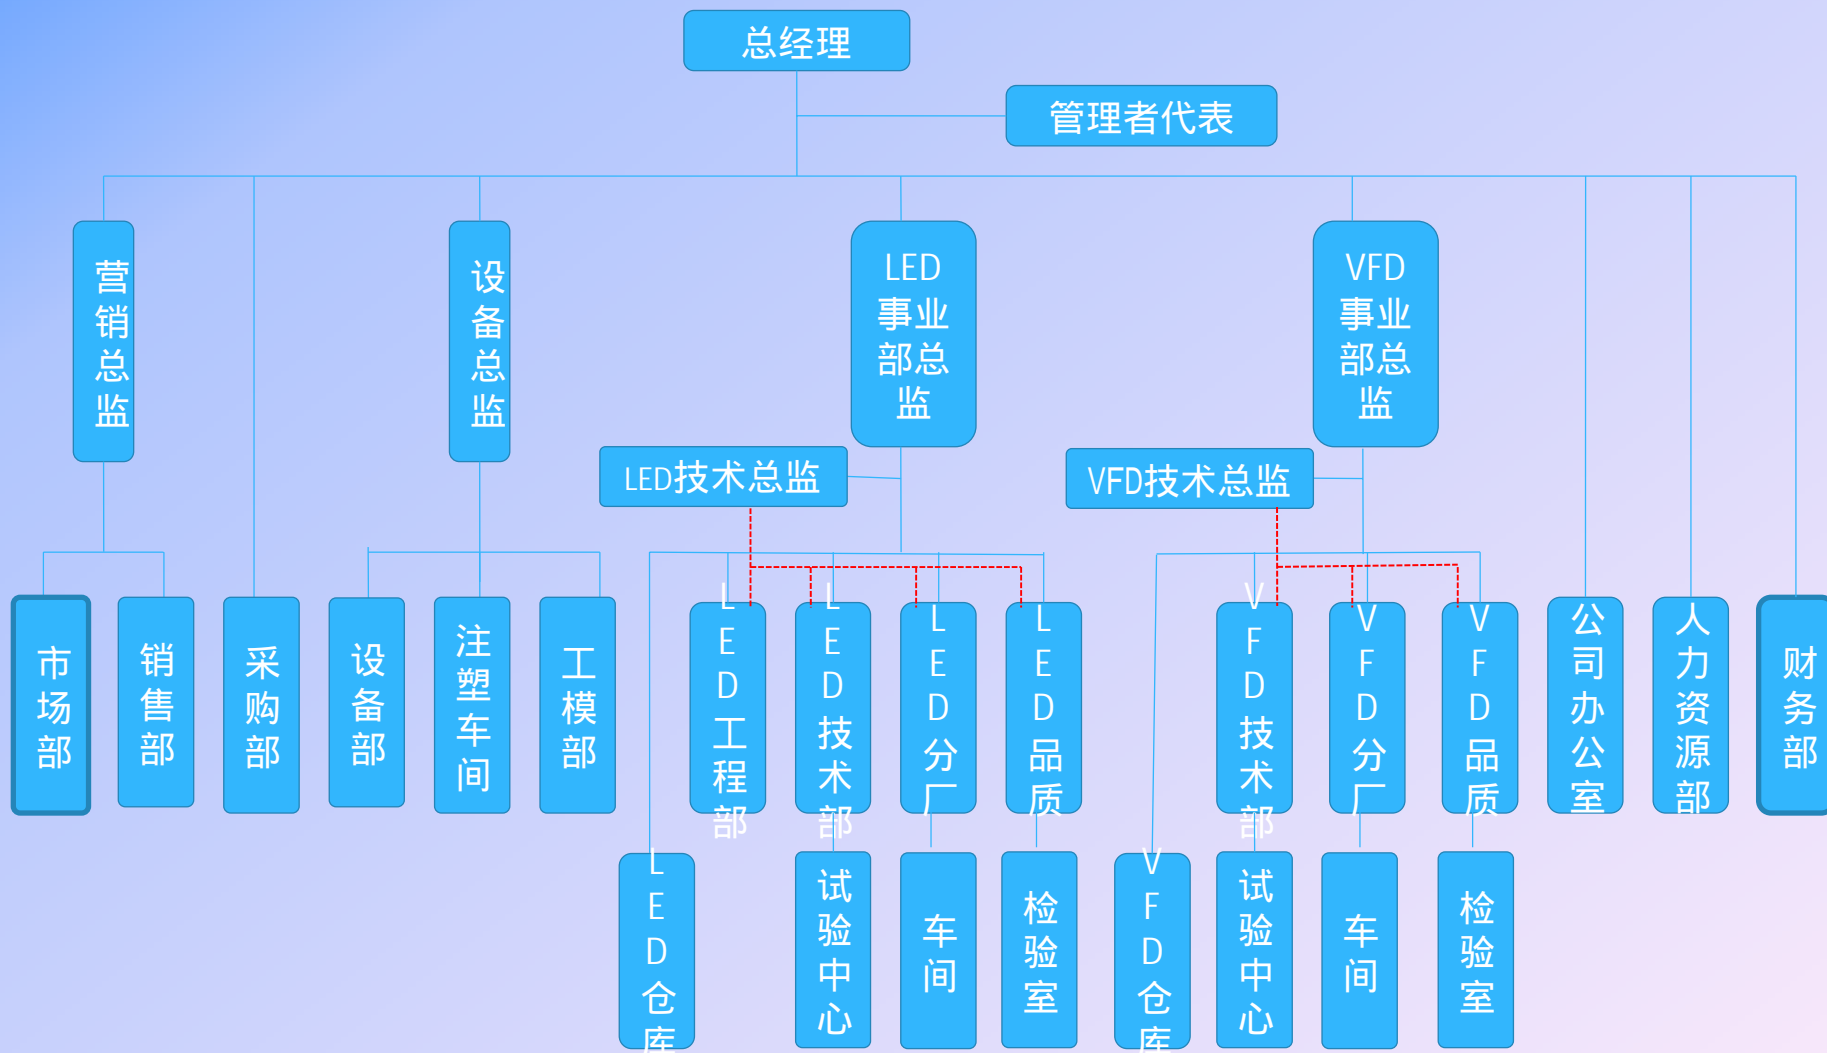 总经理
管理者代表
营销总监
设备总监
LED
事业
部总
监
VFD
事业
部总
监
LED技术总监
VFD技术总监
市场部
销售部
采购部
设备部
注塑车间
工模部
LED工程部
LED技术部
LED分厂
LED品质
VFD技术部
VFD分厂
VFD品质
公司办公室
人力资源部
财务部
LED仓库
试验中心
车间
检验室
VFD仓库
试验中心
车间
检验室